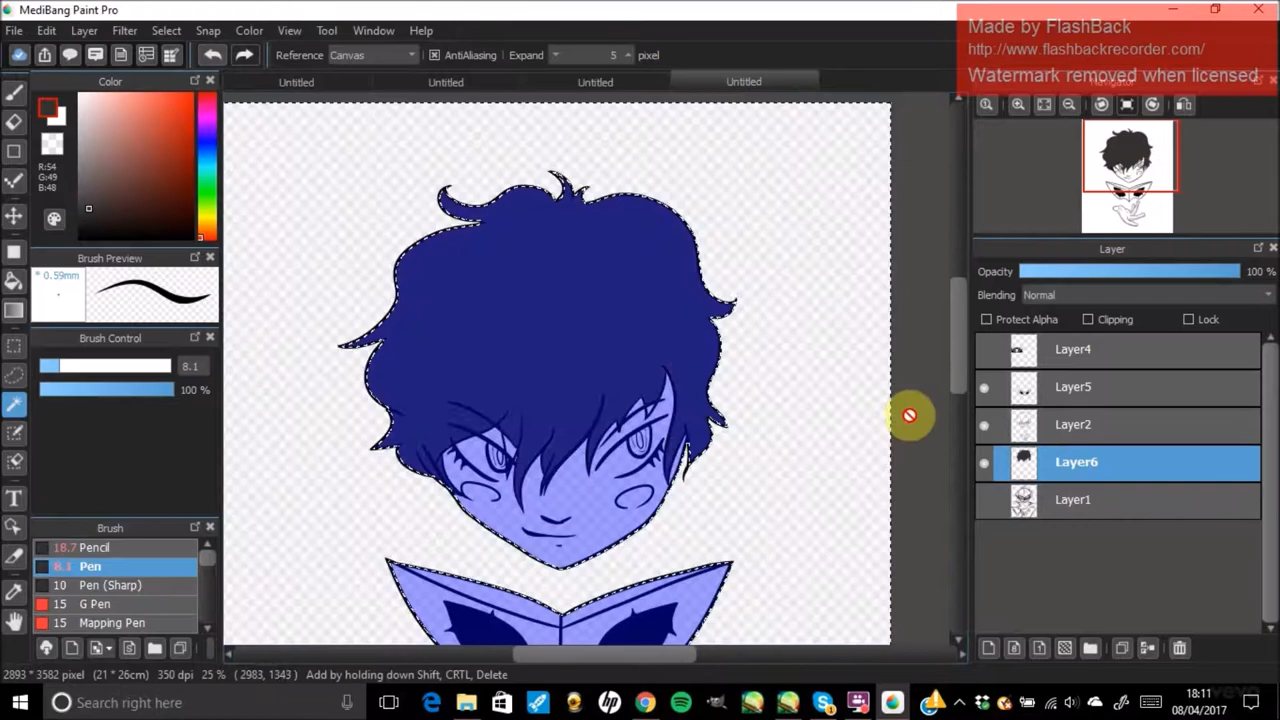 MediBang Paint Pro
Made by FlashBack
http://www.flashbackrecorder.com/
Watermark removed when licensed
File Edit Layer Filter Select Snap Color View Tool Window Help
Reference Canvas AntiAliasing Expand 5 pixel
Color
Untitled Untitled Untitled Untitled
R:54
G:49
B:48
Brush Preview
* 0.59mm
Brush Control
8.1
100 %
Brush
18.7 Pencil
8.1 Pen
10 Pen (Sharp)
15 G Pen
15 Mapping Pen
Layer
Opacity 100 %
Blending Normal
Protect Alpha Clipping Lock
Layer4
Layer5
Layer2
Layer6
Layer1
2893 * 3582 pixel (21 * 26cm) 350 dpi 25 % ( 2983, 1343 ) Add by holding down Shift, CRTL, Delete
Search right here
18:11
08/04/2017